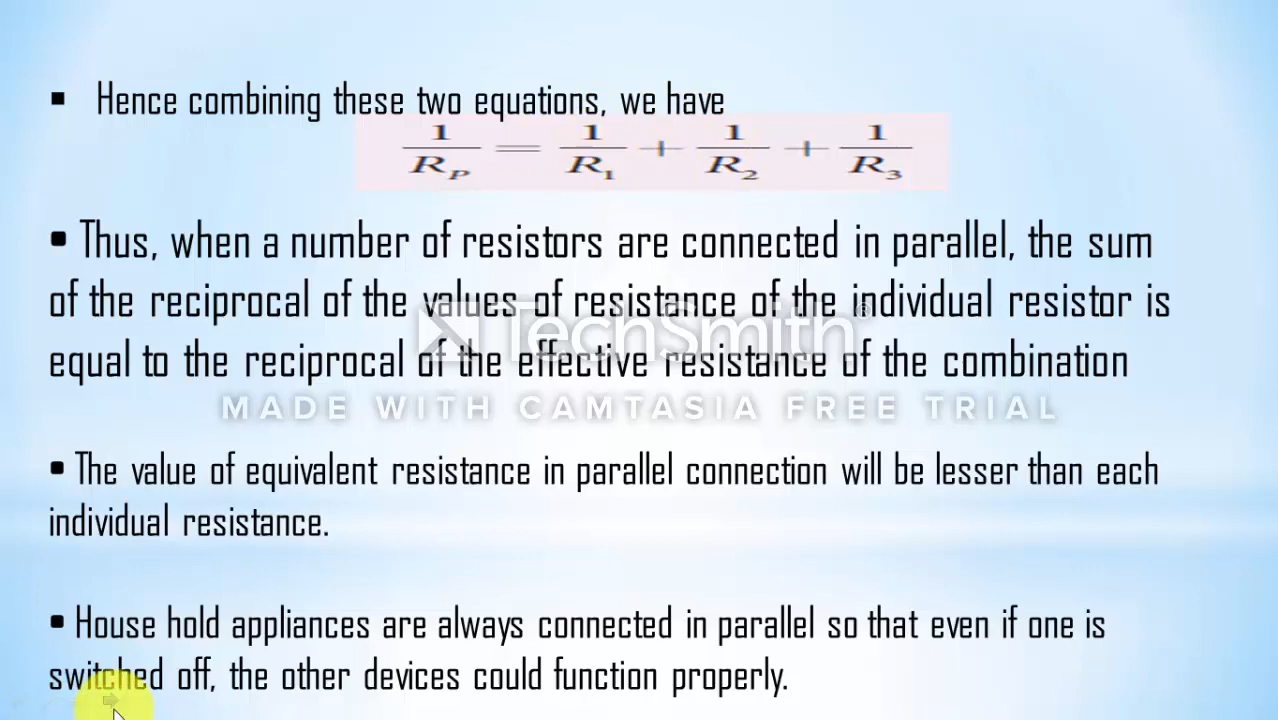 ▪ Hence combining these two equations, we have
1/R_P = 1/R_1 + 1/R_2 + 1/R_3
• Thus, when a number of resistors are connected in parallel, the sum
of the reciprocal of the values of resistance of the individual resistor is
equal to the reciprocal of the effective resistance of the combination
TechSmith®
MADE WITH CAMTASIA FREE TRIAL
• The value of equivalent resistance in parallel connection will be lesser than each
individual resistance.
• House hold appliances are always connected in parallel so that even if one is
switched off, the other devices could function properly.